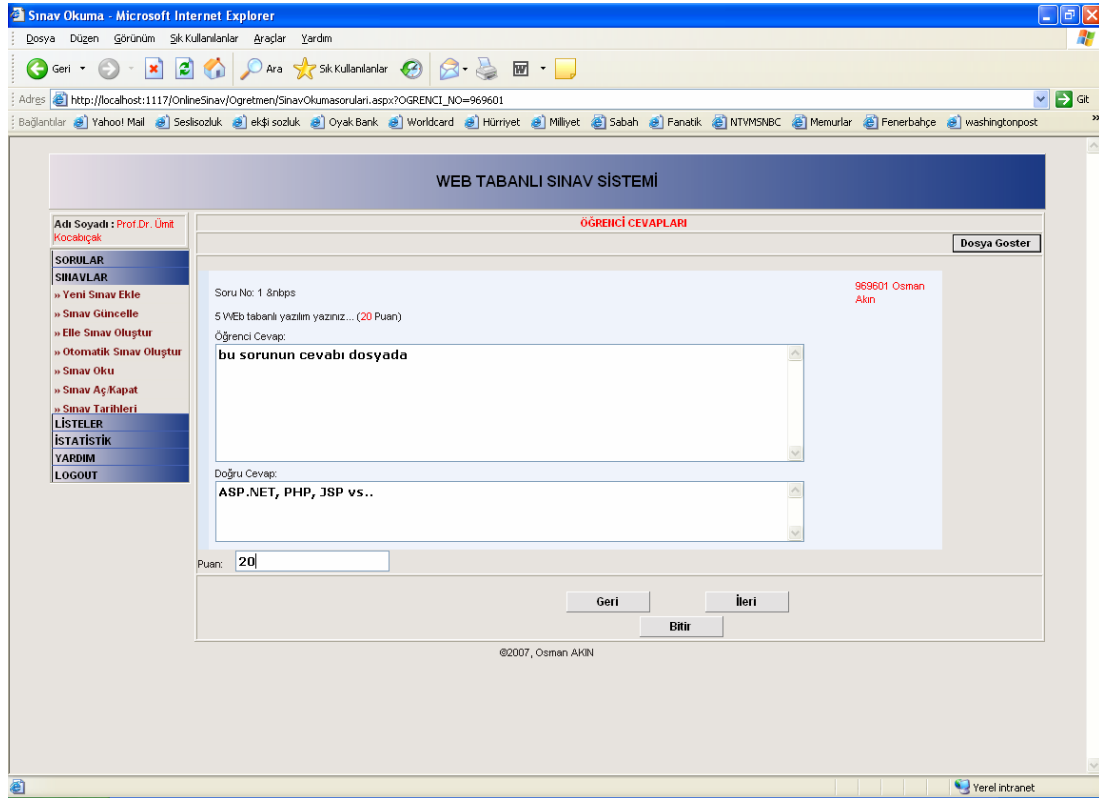 Sınav Okuma - Microsoft Internet Explorer
Dosya Düzen Görünüm Sık Kullanılanlar Araçlar Yardım
Geri Ara Sık Kullanılanlar
Adres http://localhost:1117/OnlineSinav/Ogretmen/SinavOkumasorulari.aspx?OGRENCI_NO=969601 Git
Bağlantılar Yahoo! Mail Seslisozluk ek$i sozluk Oyak Bank Worldcard Hürriyet Milliyet Sabah Fanatik NTVMSNBC Memurlar Fenerbahçe washingtonpost »
WEB TABANLI SINAV SİSTEMİ
Adı Soyadı : Prof.Dr. Ümit
Kocabıçak
SORULAR
SINAVLAR
» Yeni Sınav Ekle
» Sınav Güncelle
» Elle Sınav Oluştur
» Otomatik Sınav Oluştur
» Sınav Oku
» Sınav Aç/Kapat
» Sınav Tarihleri
LİSTELER
İSTATİSTİK
YARDIM
LOGOUT
ÖĞRENCİ CEVAPLARI
Dosya Goster
Soru No: 1 &nbps
969601 Osman
Akın
5 WEb tabanlı yazılım yazınız... (20 Puan)
Öğrenci Cevap:
bu sorunun cevabı dosyada
Doğru Cevap:
ASP.NET, PHP, JSP vs..
Puan: 20
Geri İleri
Bitir
©2007, Osman AKIN
Yerel intranet